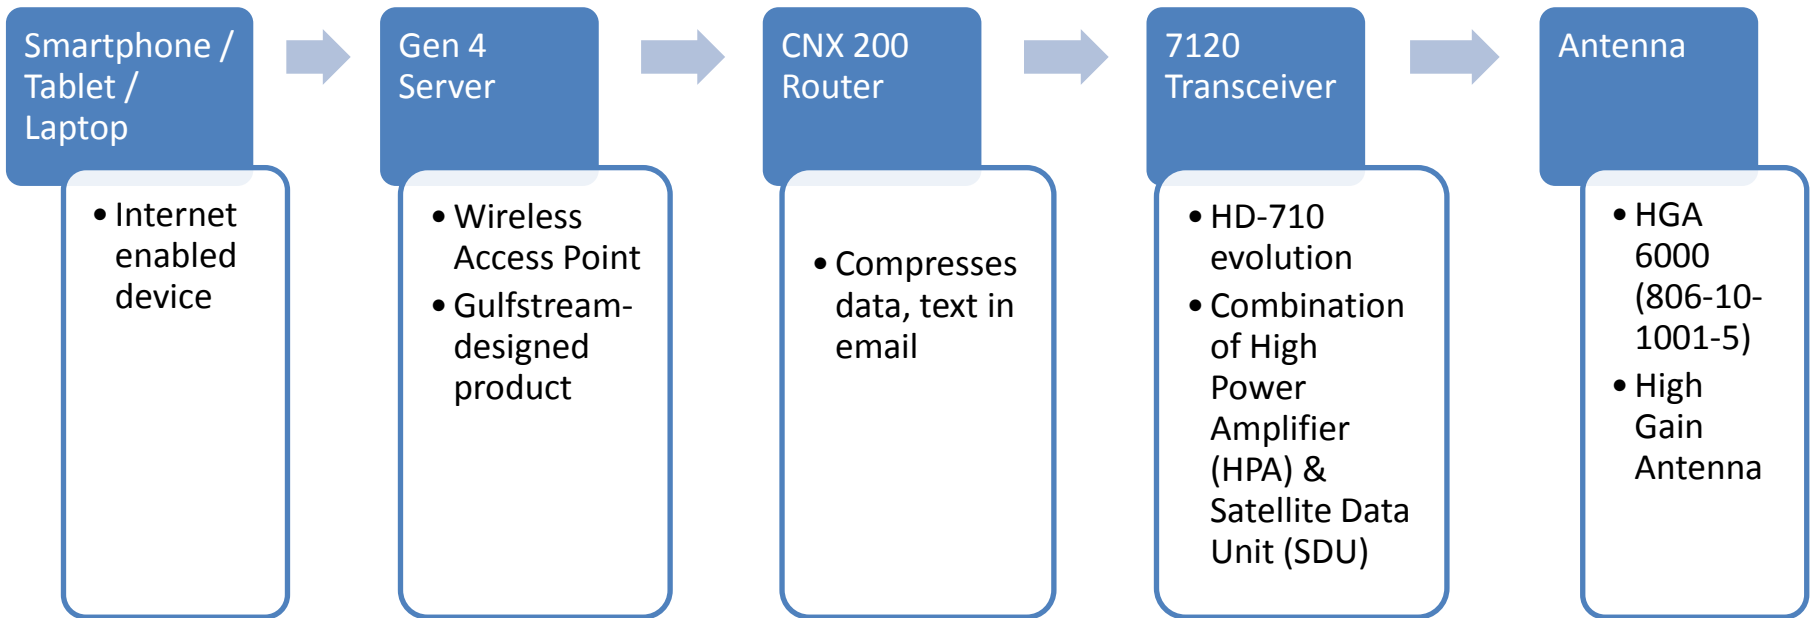 Smartphone /
Tablet /
Laptop
• Internet
enabled
device
Gen 4
Server
• Wireless
Access Point
• Gulfstream-
designed
product
CNX 200
Router
• Compresses
data, text in
email
7120
Transceiver
• HD-710
evolution
• Combination
of High
Power
Amplifier
(HPA) &
Satellite Data
Unit (SDU)
Antenna
• HGA
6000
(806-10-
1001-5)
• High
Gain
Antenna